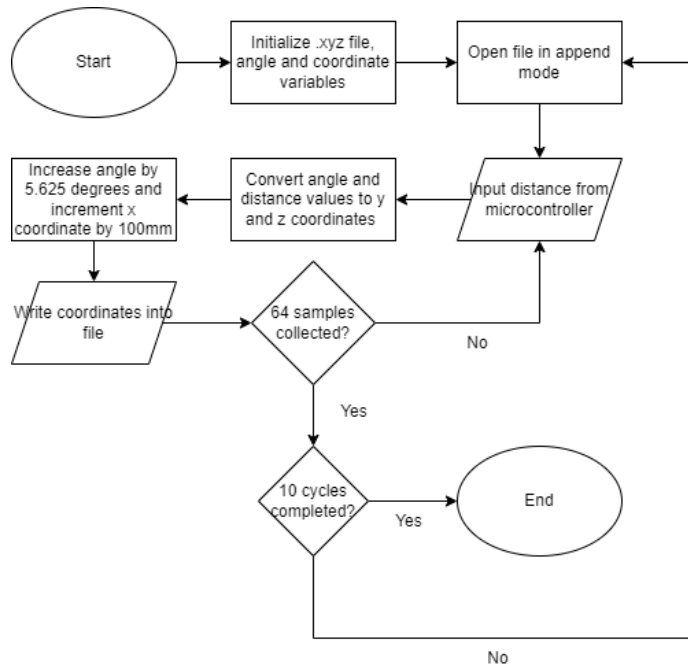 Start
Initialize .xyz file,
angle and coordinate
variables
Open file in append
mode
Input distance from
microcontroller
Convert angle and
distance values to y
and z coordinates
Increase angle by
5.625 degrees and
increment x
coordinate by 100mm
Write coordinates into
file
64 samples
collected?
No
Yes
10 cycles
completed?
Yes
End
No